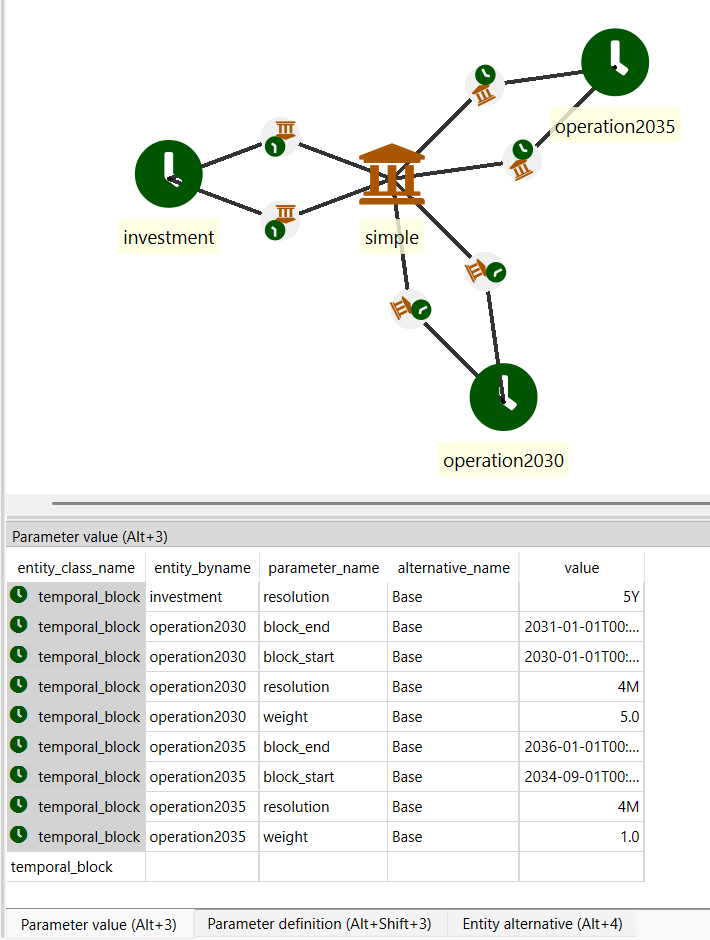 operation2035
investment
simple
operation2030
Parameter value (Alt+3)
entity_class_name entity_byname parameter_name alternative_name value
temporal_block investment resolution Base 5Y
temporal_block operation2030 block_end Base 2031-01-01T00:...
temporal_block operation2030 block_start Base 2030-01-01T00:...
temporal_block operation2030 resolution Base 4M
temporal_block operation2030 weight Base 5.0
temporal_block operation2035 block_end Base 2036-01-01T00:...
temporal_block operation2035 block_start Base 2034-09-01T00:...
temporal_block operation2035 resolution Base 4M
temporal_block operation2035 weight Base 1.0
temporal_block
Parameter value (Alt+3) Parameter definition (Alt+Shift+3) Entity alternative (Alt+4)